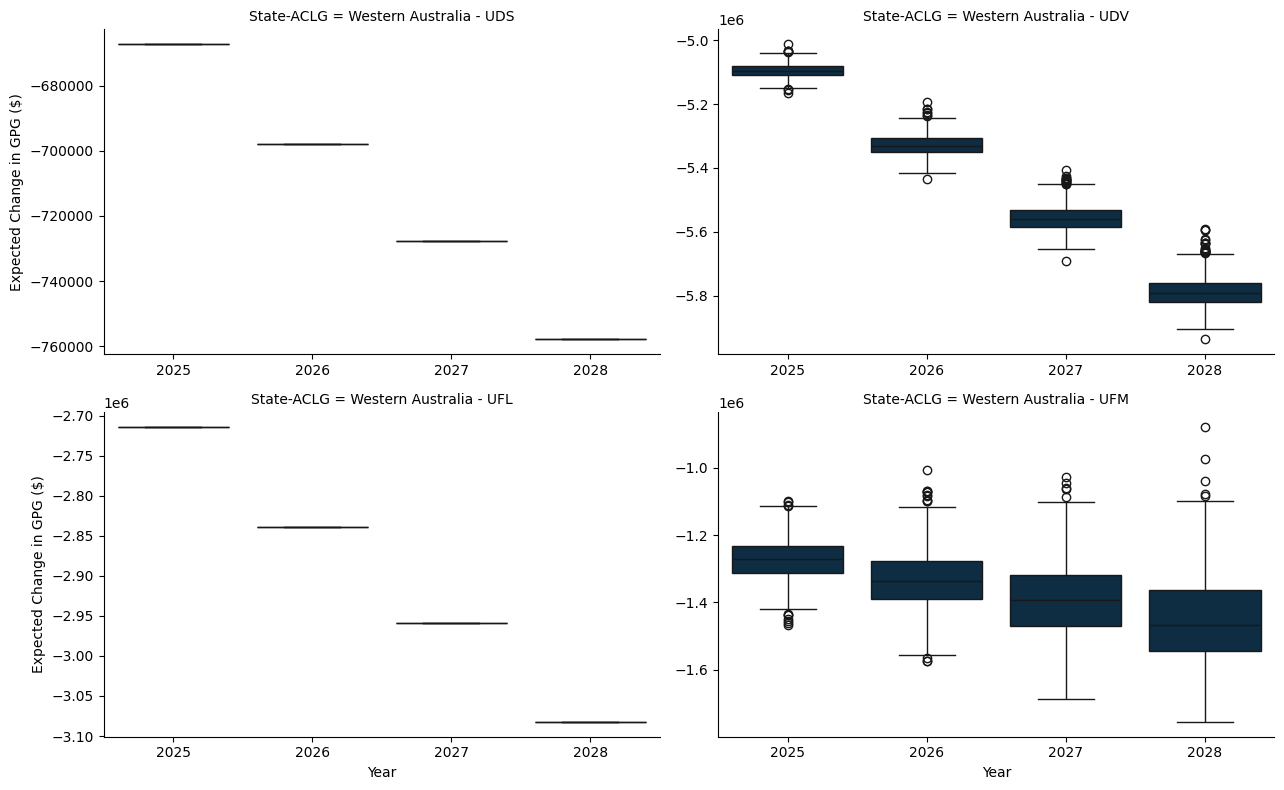 State-ACLG = Western Australia - UDS
Expected Change in GPG ($)
−680000
−700000
−720000
−740000
−760000
2025 2026 2027 2028
State-ACLG = Western Australia - UDV
1e6
−5.0
−5.2
−5.4
−5.6
−5.8
2025 2026 2027 2028
State-ACLG = Western Australia - UFL
1e6
Expected Change in GPG ($)
−2.70
−2.75
−2.80
−2.85
−2.90
−2.95
−3.00
−3.05
−3.10
2025 2026 2027 2028
Year
State-ACLG = Western Australia - UFM
1e6
−1.0
−1.2
−1.4
−1.6
2025 2026 2027 2028
Year